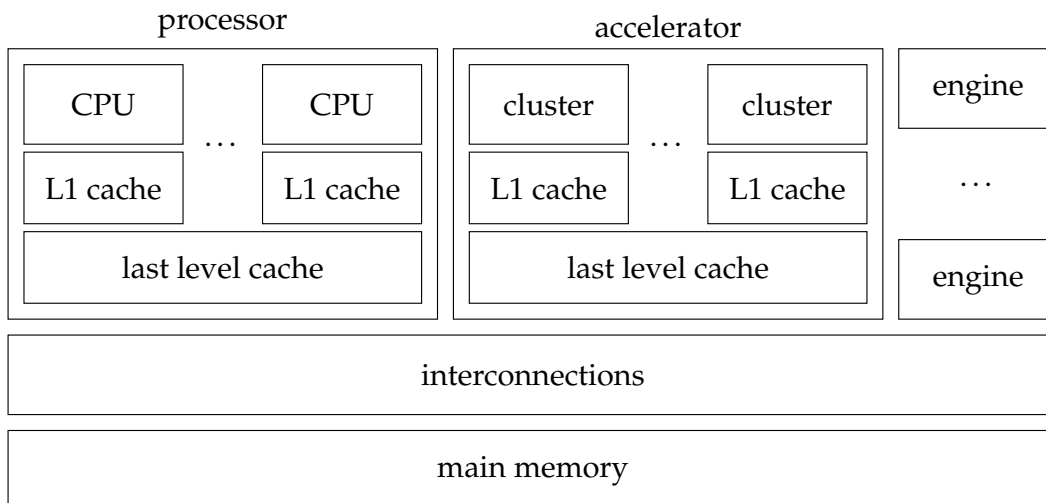 processor
accelerator
CPU
…
CPU
L1 cache
L1 cache
last level cache
cluster
…
cluster
L1 cache
L1 cache
last level cache
engine
…
engine
interconnections
main memory